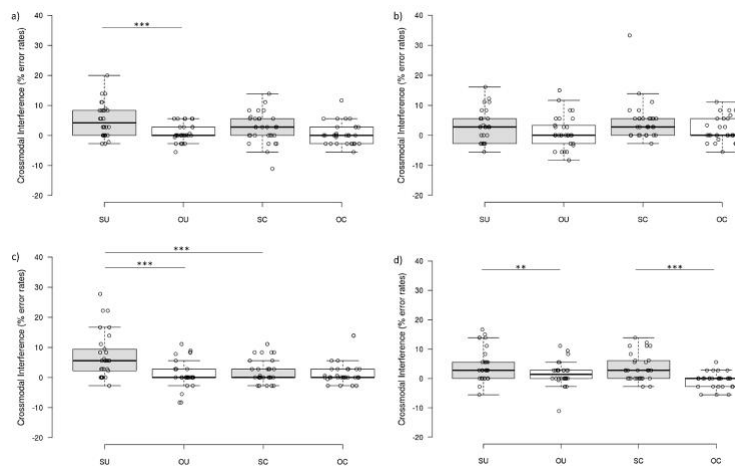 a)
***
Crossmodal Interference (% error rates)
40
30
20
10
0
-10
-20
SU OU SC OC
b)
Crossmodal Interference (% error rates)
40
30
20
10
0
-10
-20
SU OU SC OC
c)
***
***
Crossmodal Interference (% error rates)
40
30
20
10
0
-10
-20
SU OU SC OC
d)
** ***
Crossmodal Interference (% error rates)
40
30
20
10
0
-10
-20
SU OU SC OC